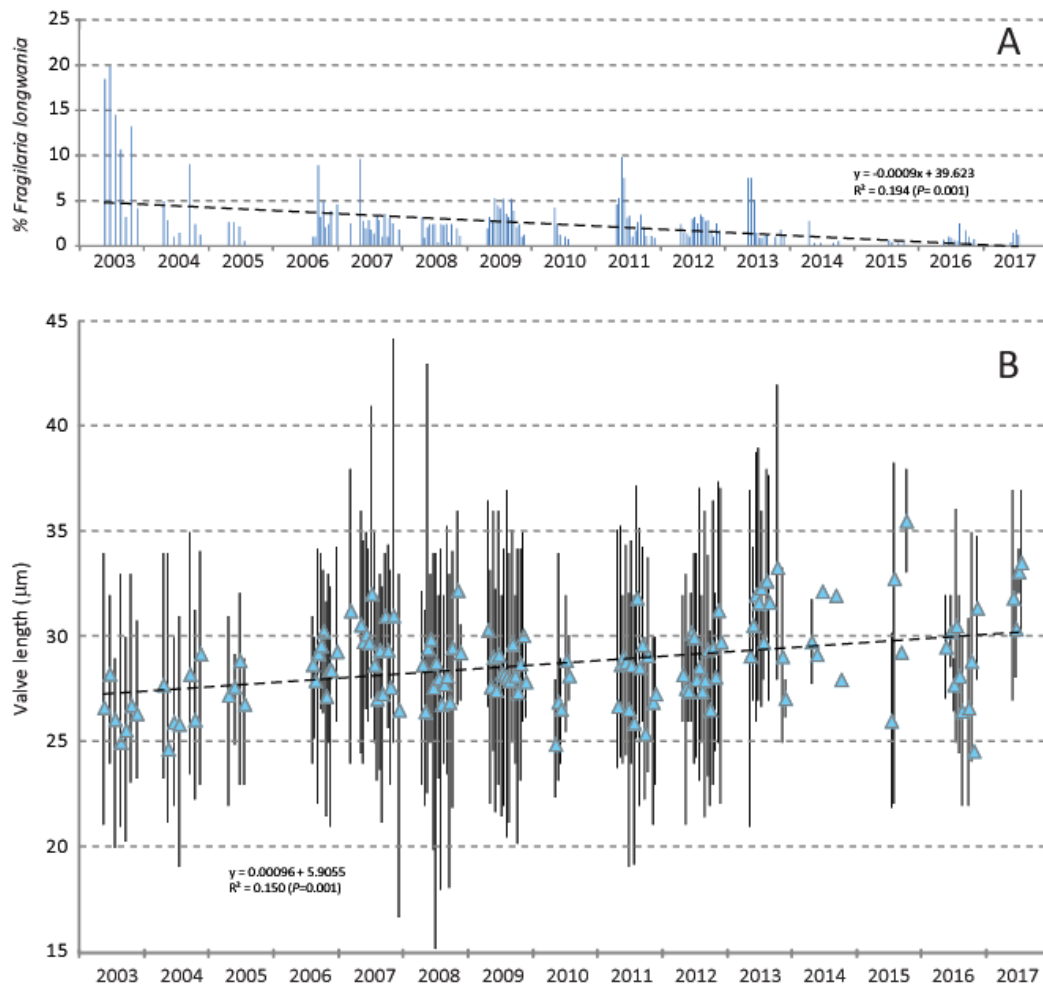 A
25
20
15
10
5
0
% Fragilaria longwania
y = -0.0009x + 39.623
R² = 0.194 (P= 0.001)
2003 2004 2005 2006 2007 2008 2009 2010 2011 2012 2013 2014 2015 2016 2017
B
45
40
35
30
25
20
15
Valve length (μm)
y = 0.00096 + 5.9055
R² = 0.150 (P=0.001)
2003 2004 2005 2006 2007 2008 2009 2010 2011 2012 2013 2014 2015 2016 2017